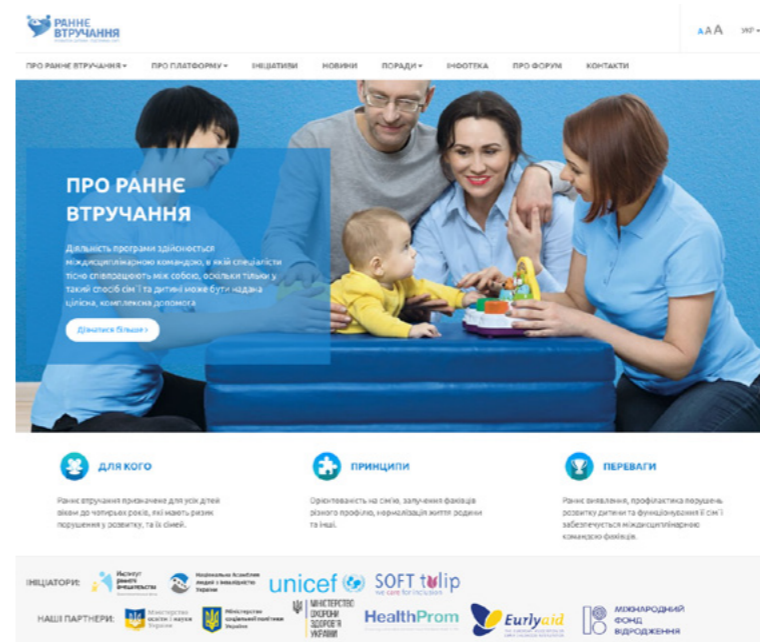 РАННЄ
ВТРУЧАННЯ
A A A УКР
ПРО РАННЄ ВТРУЧАННЯ ПРО ПЛАТФОРМУ ІНІЦІАТИВИ НОВИНИ ПОРАДИ ІНФОТЕКА ПРО ФОРУМ КОНТАКТИ
ПРО РАННЄ
ВТРУЧАННЯ
Діяльність програми здійснюється
міждисциплінарною командою, в якій спеціалісти
тісно співпрацюють між собою, оскільки тільки у
такий спосіб сім'ї та дитині може бути надана
цілісна, комплексна допомога
Дізнатися більше >
ДЛЯ КОГО
ПРИНЦИПИ
ПЕРЕВАГИ
Раннє втручання призначене для усіх дітей
віком до чотирьох років, які мають ризик
порушення у розвитку, та їх сімей.
Орієнтованість на сім'ю, залучення фахівців
різного профілю, нормалізація життя родини
та інші.
Раннє виявлення, профілактика порушень
розвитку дитини та функціонування її сім'ї
забезпечується міждисциплінарною
командою фахівців.
ІНІЦІАТОРИ:
Національна Асамблея
людей з інвалідністю
України
unicef
SOFT tulip
we care for inclusion
НАШІ ПАРТНЕРИ:
Міністерство
освіти і науки
України
Міністерство
соціальної політики
України
МІНІСТЕРСТВО
ОХОРОНИ
ЗДОРОВ'Я
УКРАЇНИ
HealthProm
Eurlyaid
МІЖНАРОДНИЙ
ФОНД
ВІДРОДЖЕННЯ